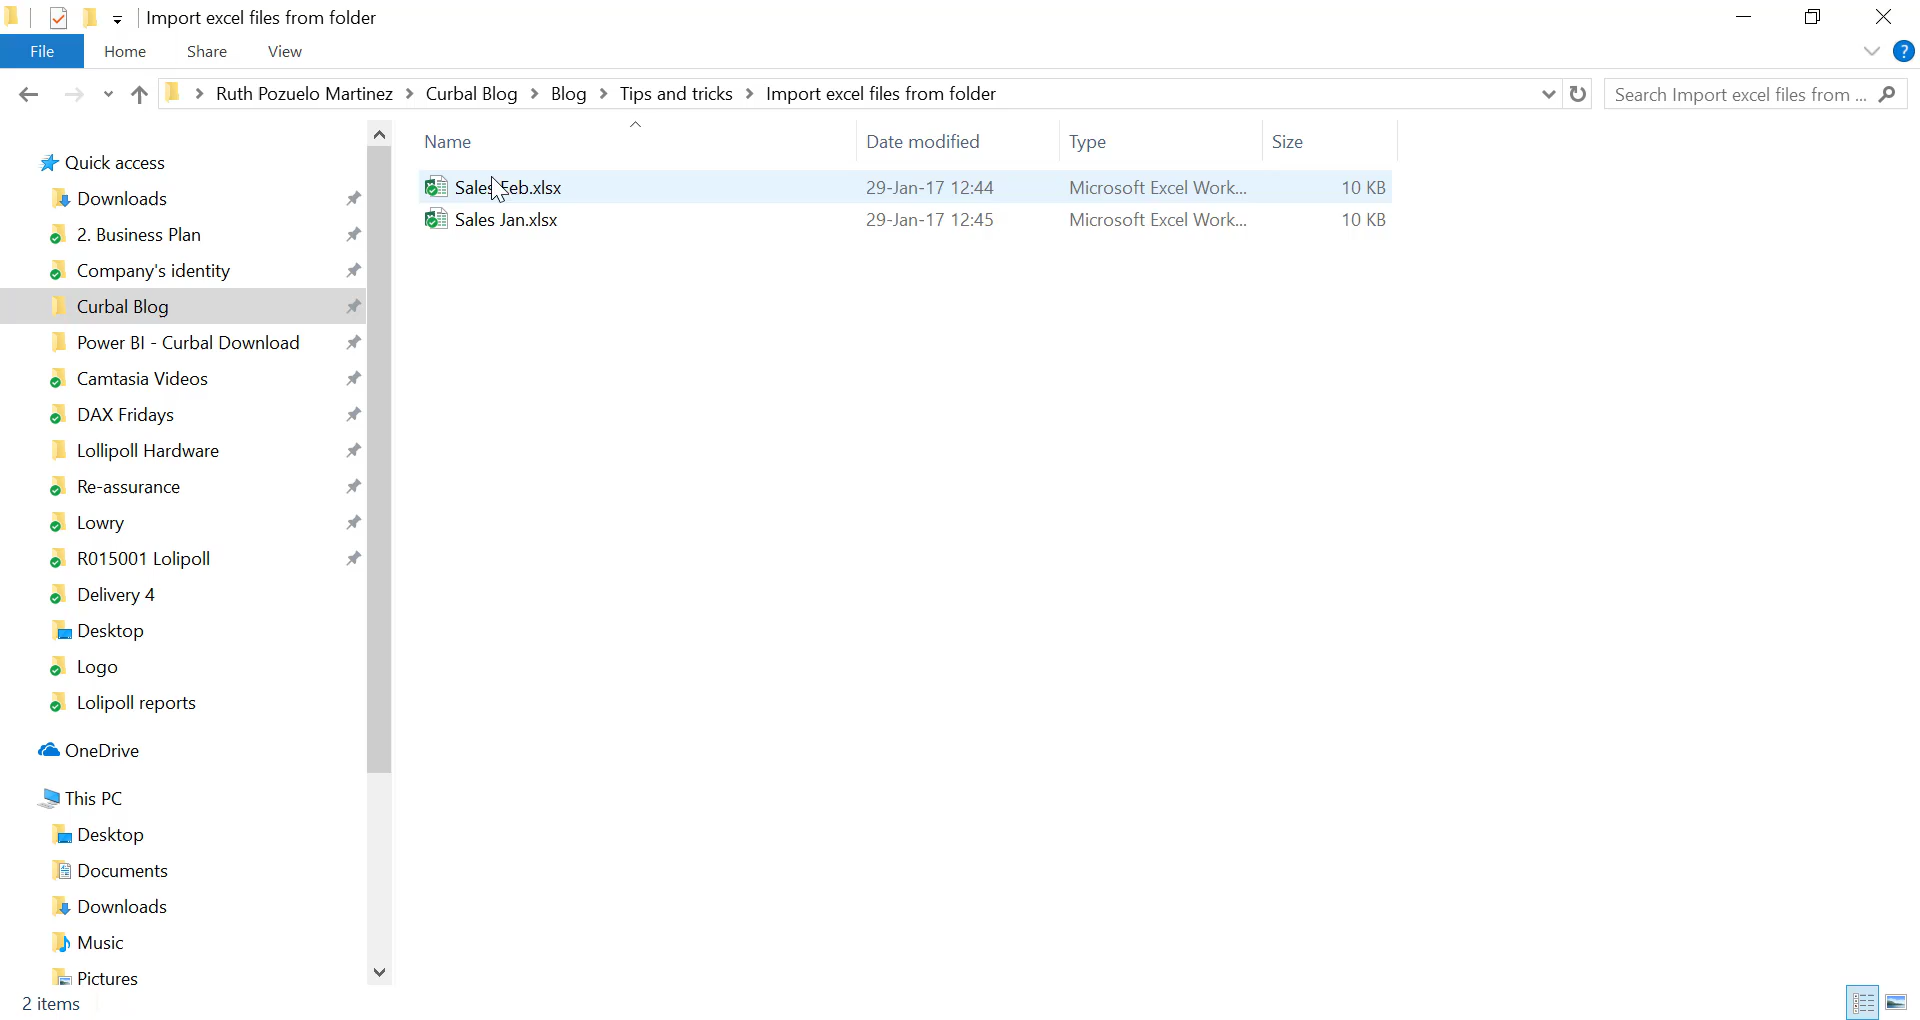 Import excel files from folder
File Home Share View ?
Ruth Pozuelo Martinez > Curbal Blog > Blog > Tips and tricks > Import excel files from folder
Search Import excel files from ...
Name Date modified Type Size
Sales Feb.xlsx 29-Jan-17 12:44 Microsoft Excel Work... 10 KB
Sales Jan.xlsx 29-Jan-17 12:45 Microsoft Excel Work... 10 KB
Quick access
Downloads
2. Business Plan
Company's identity
Curbal Blog
Power BI - Curbal Download
Camtasia Videos
DAX Fridays
Lollipoll Hardware
Re-assurance
Lowry
R015001 Lolipoll
Delivery 4
Desktop
Logo
Lolipoll reports
OneDrive
This PC
Desktop
Documents
Downloads
Music
Pictures
2 items